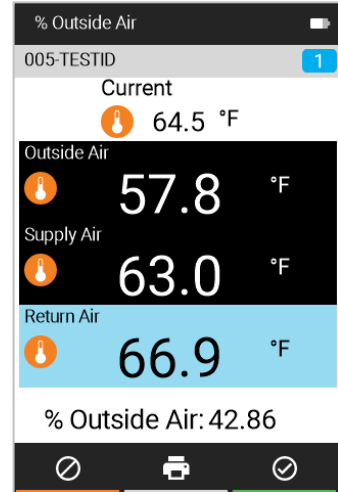 % Outside Air
005-TESTID 1
Current
64.5 °F
Outside Air
57.8 °F
Supply Air
63.0 °F
Return Air
66.9 °F
% Outside Air: 42.86